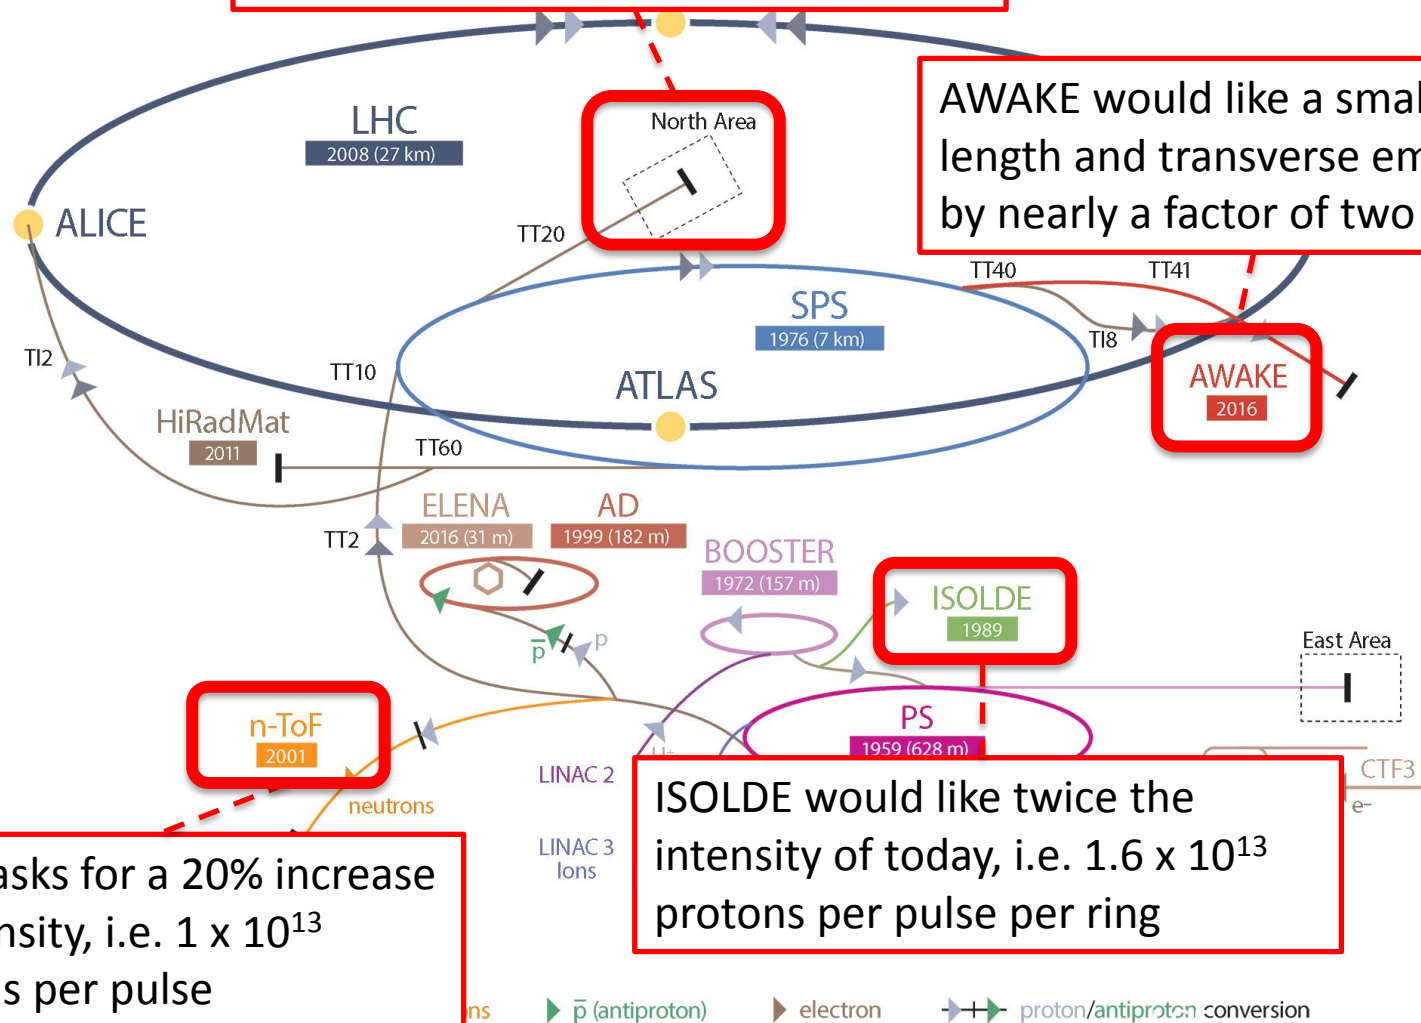 LHC
2008 (27 km)
North Area
AWAKE would like a
length and transverse
by nearly a factor of two
ALICE
TT20
TT40
TT41
SPS
1976 (7 km)
TI8
TI2
TT10
ATLAS
AWAKE
2016
HiRadMat
2011
TT60
ELENA
2016 (31 m)
AD
1999 (182 m)
TT2
BOOSTER
1972 (157 m)
ISOLDE
1989
p̅
p
East Area
n-ToF
2001
PS
1959 (628 m)
neutrons
LINAC 2
CTF3
e⁻
LINAC 3
Ions
ISOLDE would like twice the
intensity of today, i.e. 1.6 x 10¹³
protons per pulse per ring
asks for a 20% increase
i.e. 1 x 10¹³
per pulse
p̅ (antiproton)
electron
proton/antiproton conversion